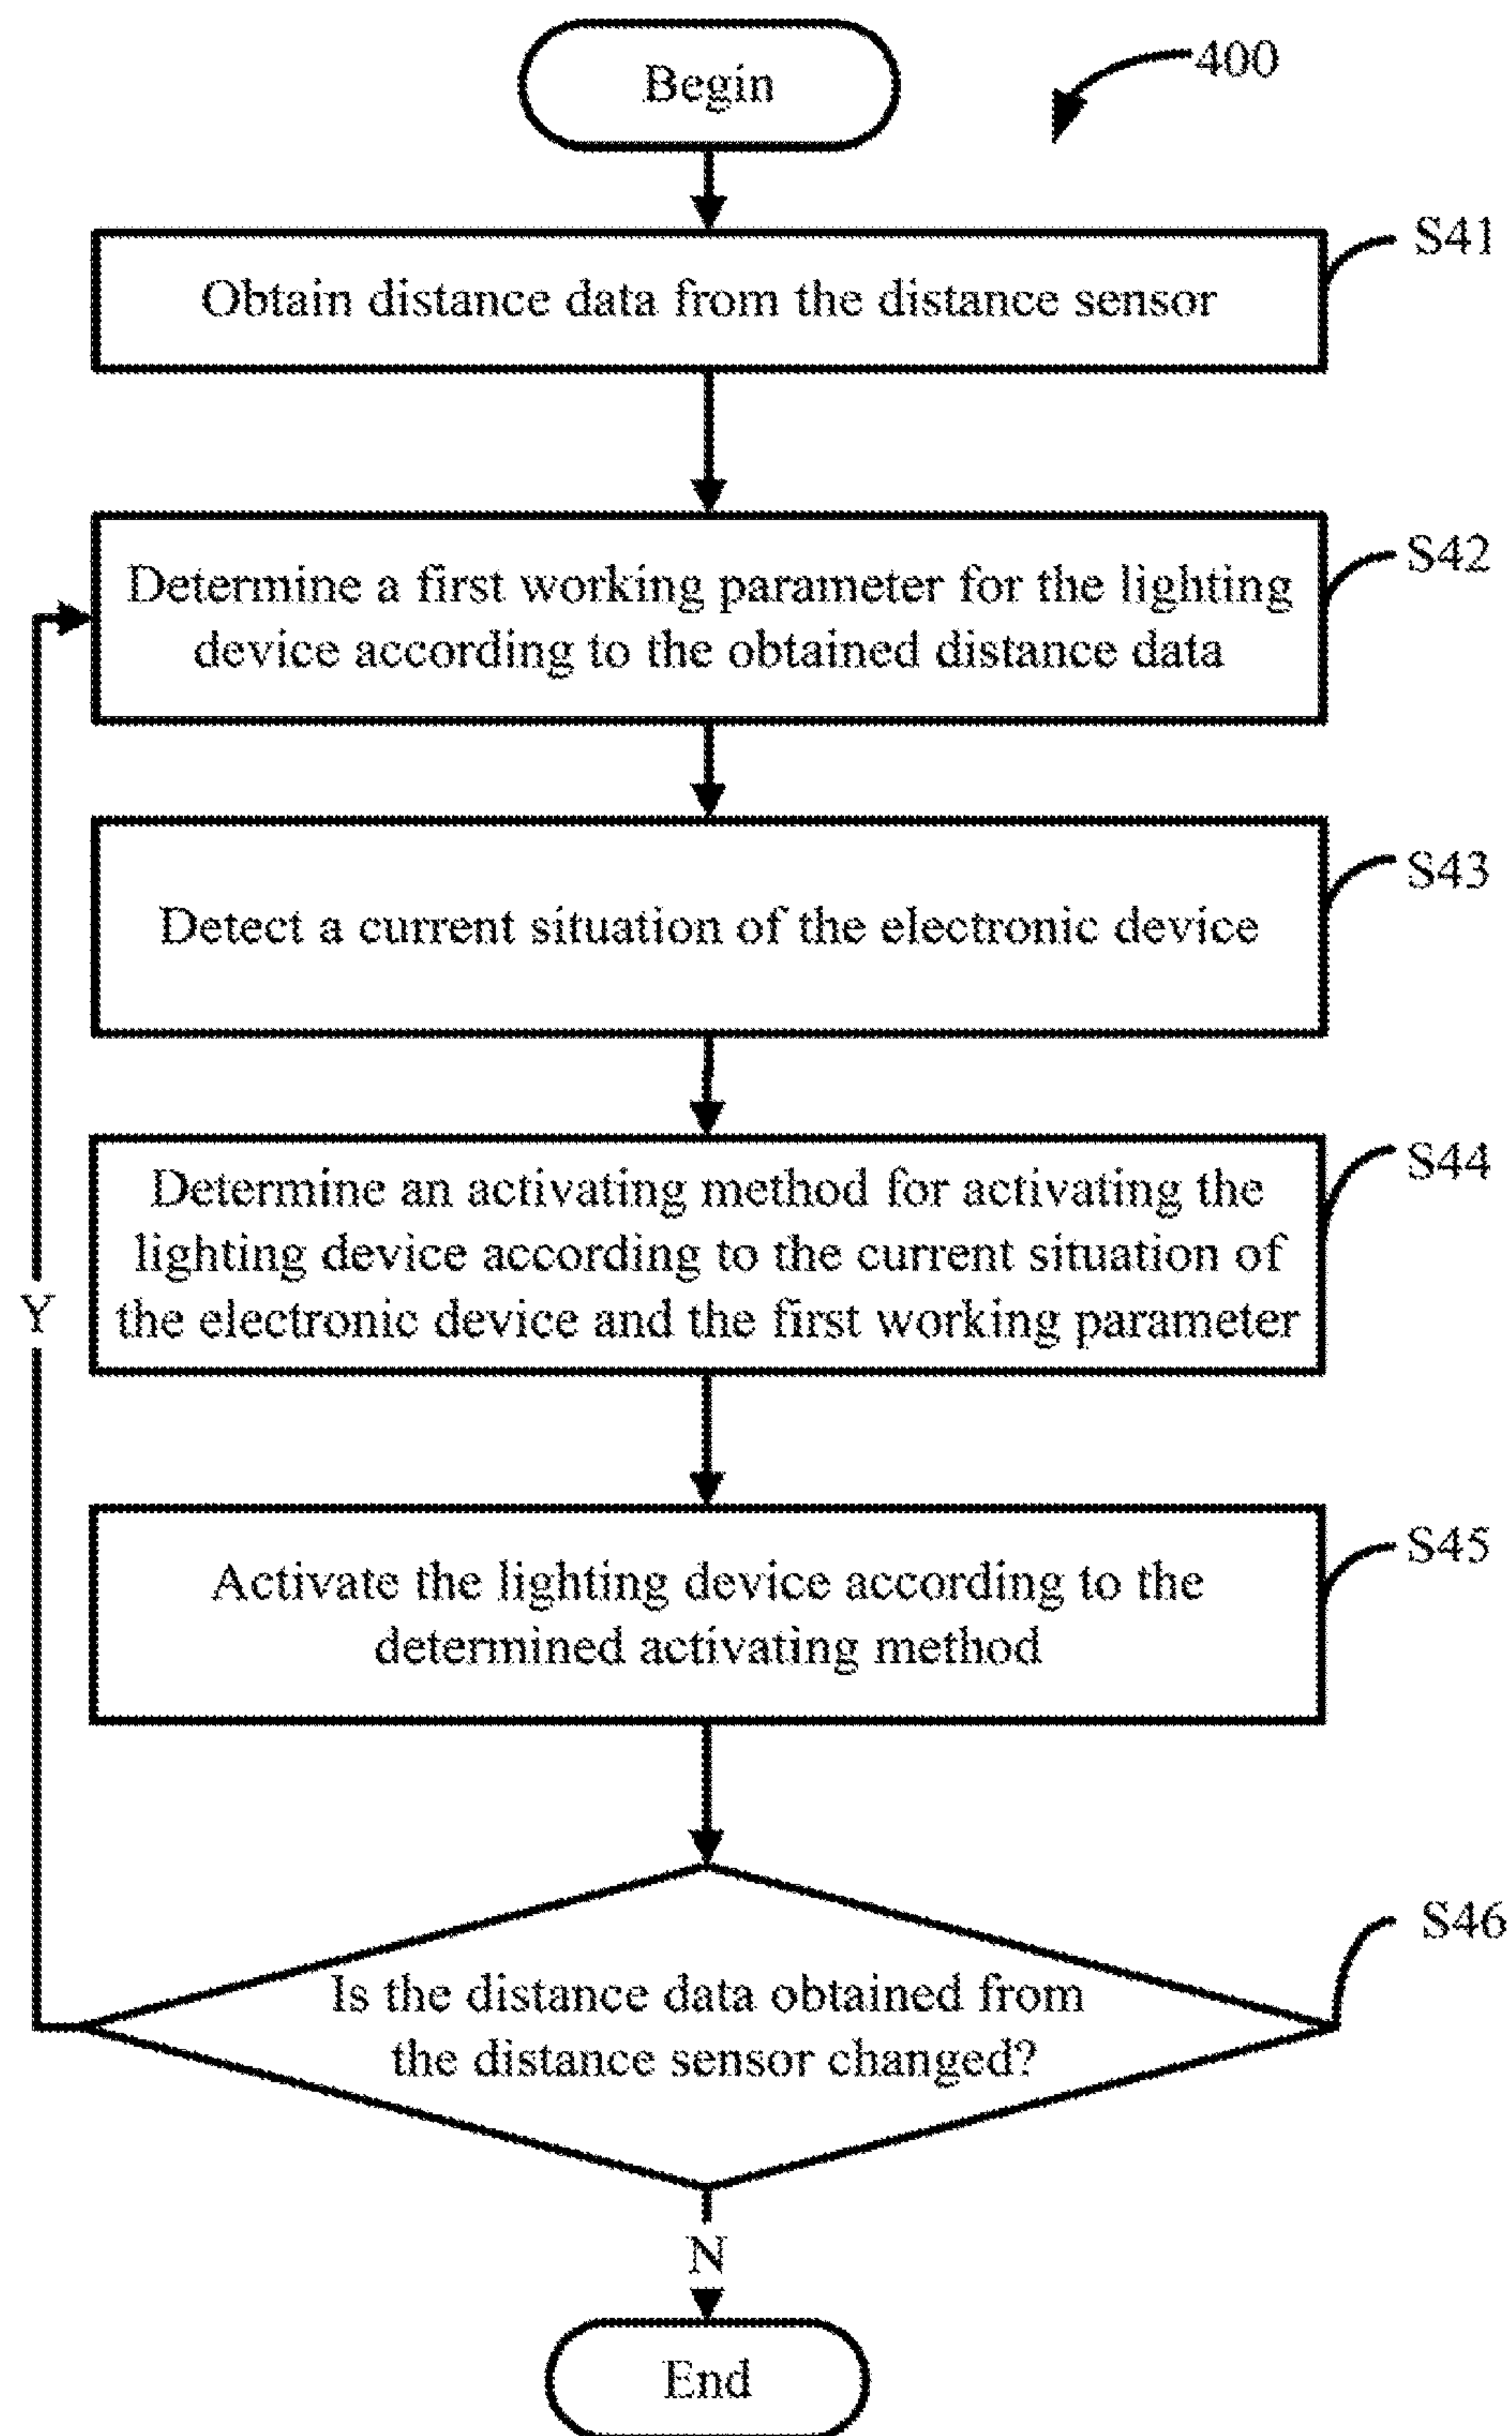 Begin
400
S41
Obtain distance data from the distance sensor
S42
Determine a first working parameter for the lighting
device according to the obtained distance data
S43
Detect a current situation of the electronic device
S44
Determine an activating method for activating the
lighting device according to the current situation of
the electronic device and the first working parameter
Y
S45
Activate the lighting device according to the
determined activating method
S46
Is the distance data obtained from
the distance sensor changed?
N
End